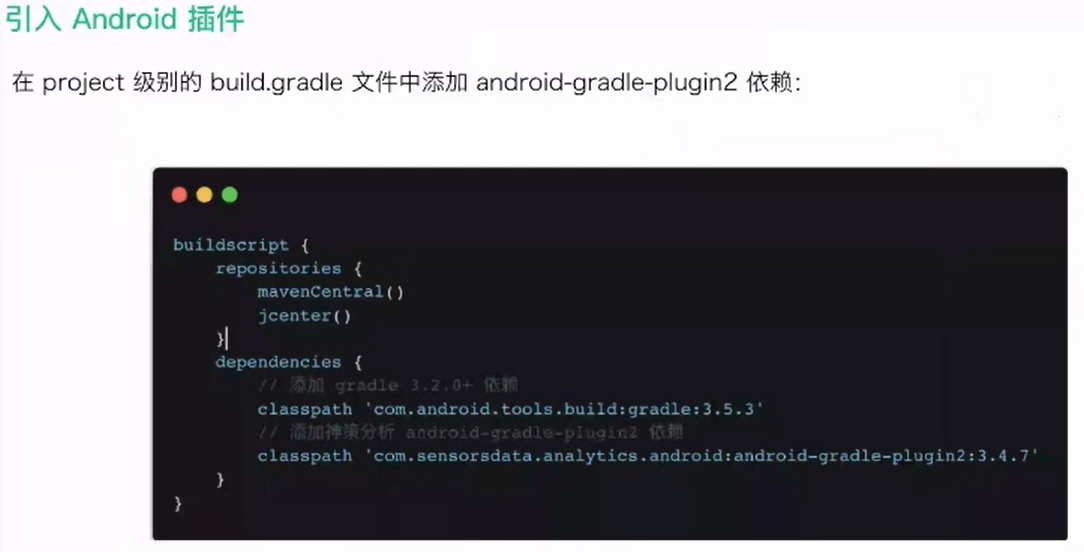 引入 Android 插件
在 project 级别的 build.gradle 文件中添加 android-gradle-plugin2 依赖：
buildscript {
    repositories {
        mavenCentral()
        jcenter()
    }
    dependencies {
        // 添加 gradle 3.2.0+ 依赖
        classpath 'com.android.tools.build:gradle:3.5.3'
        // 添加神策分析 android-gradle-plugin2 依赖
        classpath 'com.sensorsdata.analytics.android:android-gradle-plugin2:3.4.7'
    }
}